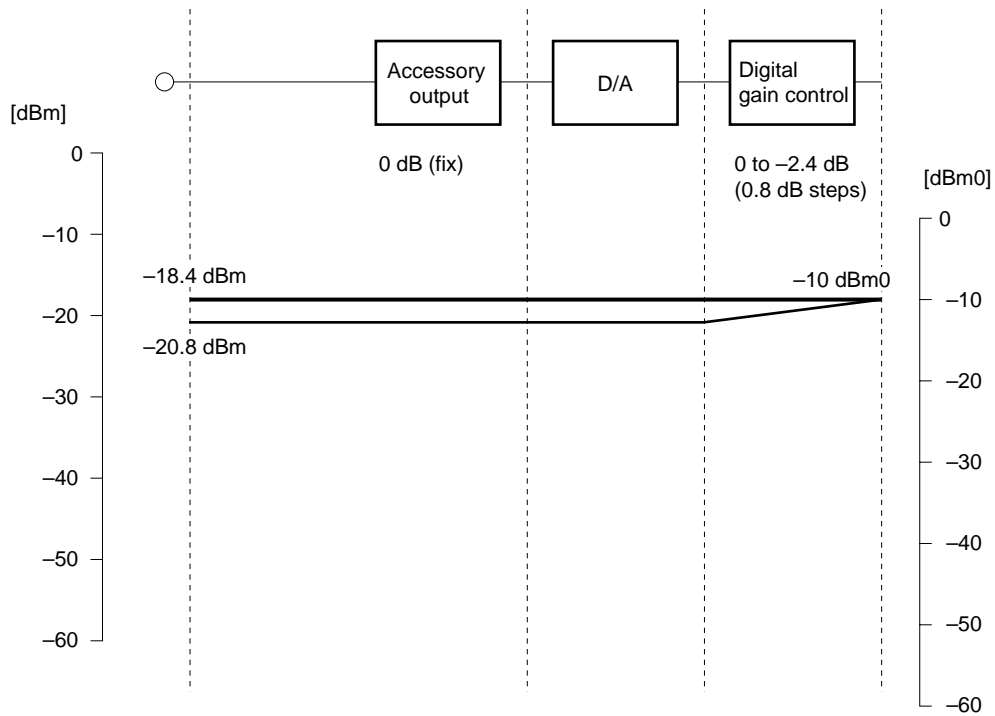 Accessory
output
D/A
Digital
gain control
[dBm]
0 dB (fix)
0 to –2.4 dB
(0.8 dB steps)
[dBm0]
0
–10
–20
–30
–40
–50
–60
–18.4 dBm
–20.8 dBm
–10 dBm0
0
–10
–20
–30
–40
–50
–60